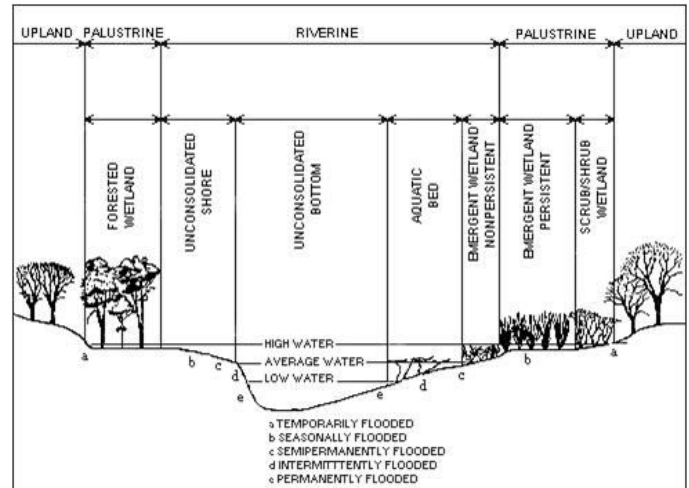 UPLAND PALUSTRINE RIVERINE PALUSTRINE UPLAND
FORESTED
WETLAND
UNCONSOLIDATED
SHORE
UNCONSOLIDATED
BOTTOM
AQUATIC
BED
EMERGENT WETLAND
NONPERSISTENT
EMERGENT WETLAND
PERSISTENT
SCRUB/SHRUB
WETLAND
HIGH WATER
AVERAGE WATER
LOW WATER
a b c d e e d c b a
a TEMPORARILY FLOODED
b SEASONALLY FLOODED
c SEMIPERMANENTLY FLOODED
d INTERMITTTENTLY FLOODED
e PERMANENTLY FLOODED